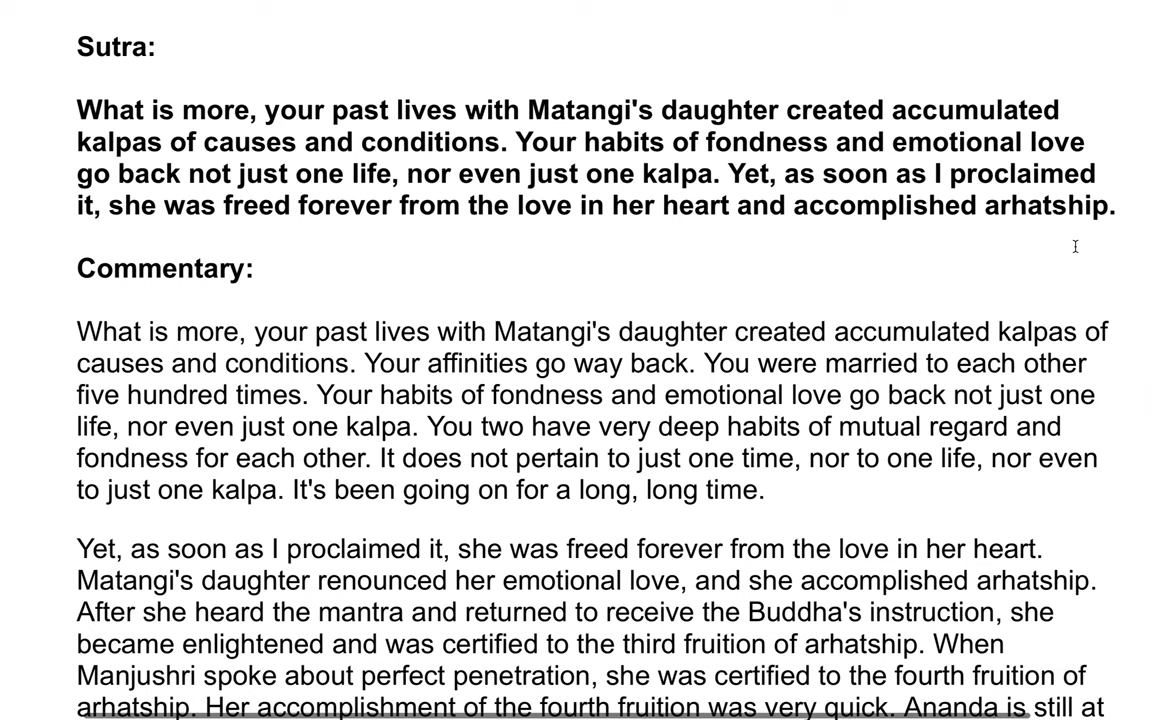 Sutra:
What is more, your past lives with Matangi's daughter created accumulated
kalpas of causes and conditions. Your habits of fondness and emotional love
go back not just one life, nor even just one kalpa. Yet, as soon as I proclaimed
it, she was freed forever from the love in her heart and accomplished arhatship.
Commentary:
What is more, your past lives with Matangi's daughter created accumulated kalpas of
causes and conditions. Your affinities go way back. You were married to each other
five hundred times. Your habits of fondness and emotional love go back not just one
life, nor even just one kalpa. You two have very deep habits of mutual regard and
fondness for each other. It does not pertain to just one time, nor to one life, nor even
to just one kalpa. It's been going on for a long, long time.
Yet, as soon as I proclaimed it, she was freed forever from the love in her heart.
Matangi's daughter renounced her emotional love, and she accomplished arhatship.
After she heard the mantra and returned to receive the Buddha's instruction, she
became enlightened and was certified to the third fruition of arhatship. When
Manjushri spoke about perfect penetration, she was certified to the fourth fruition of
arhatship. Her accomplishment of the fourth fruition was very quick. Ananda is still at